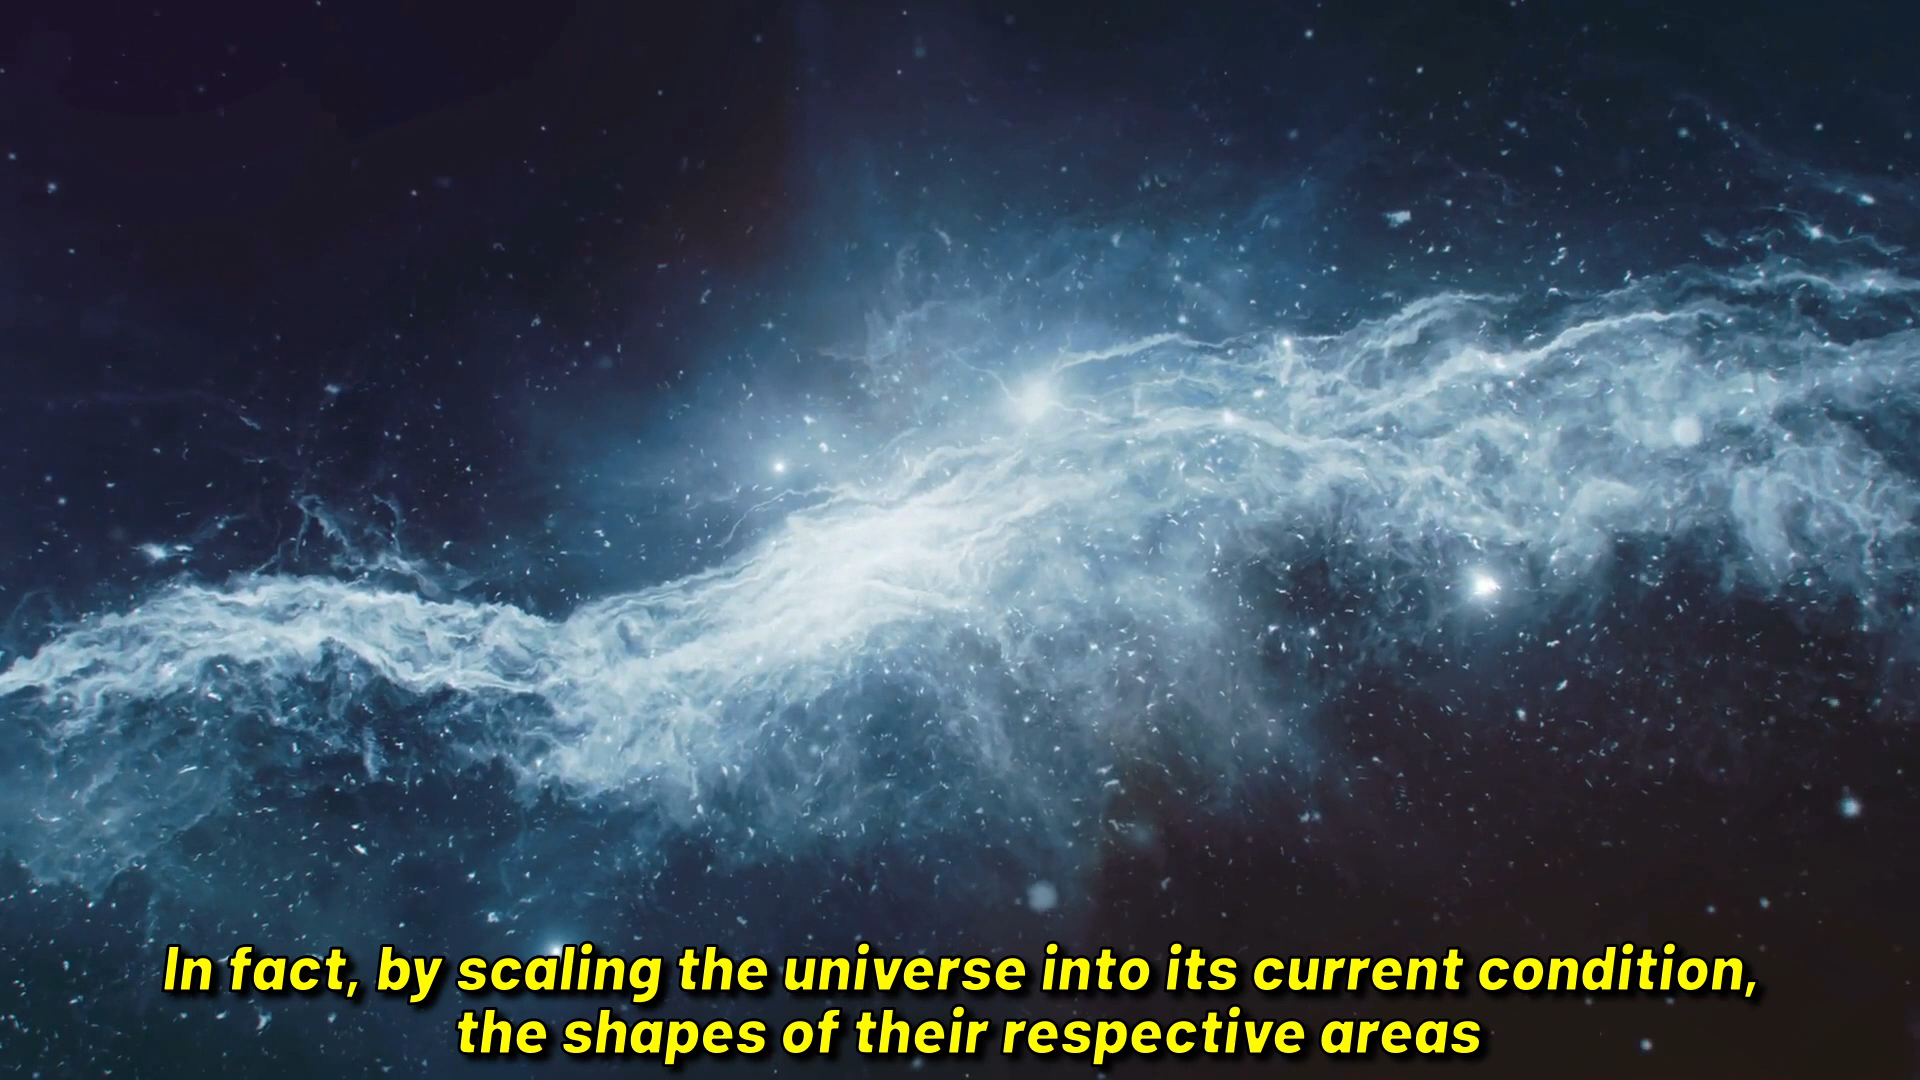 In fact, by scaling the universe into its current condition,
the shapes of their respective areas